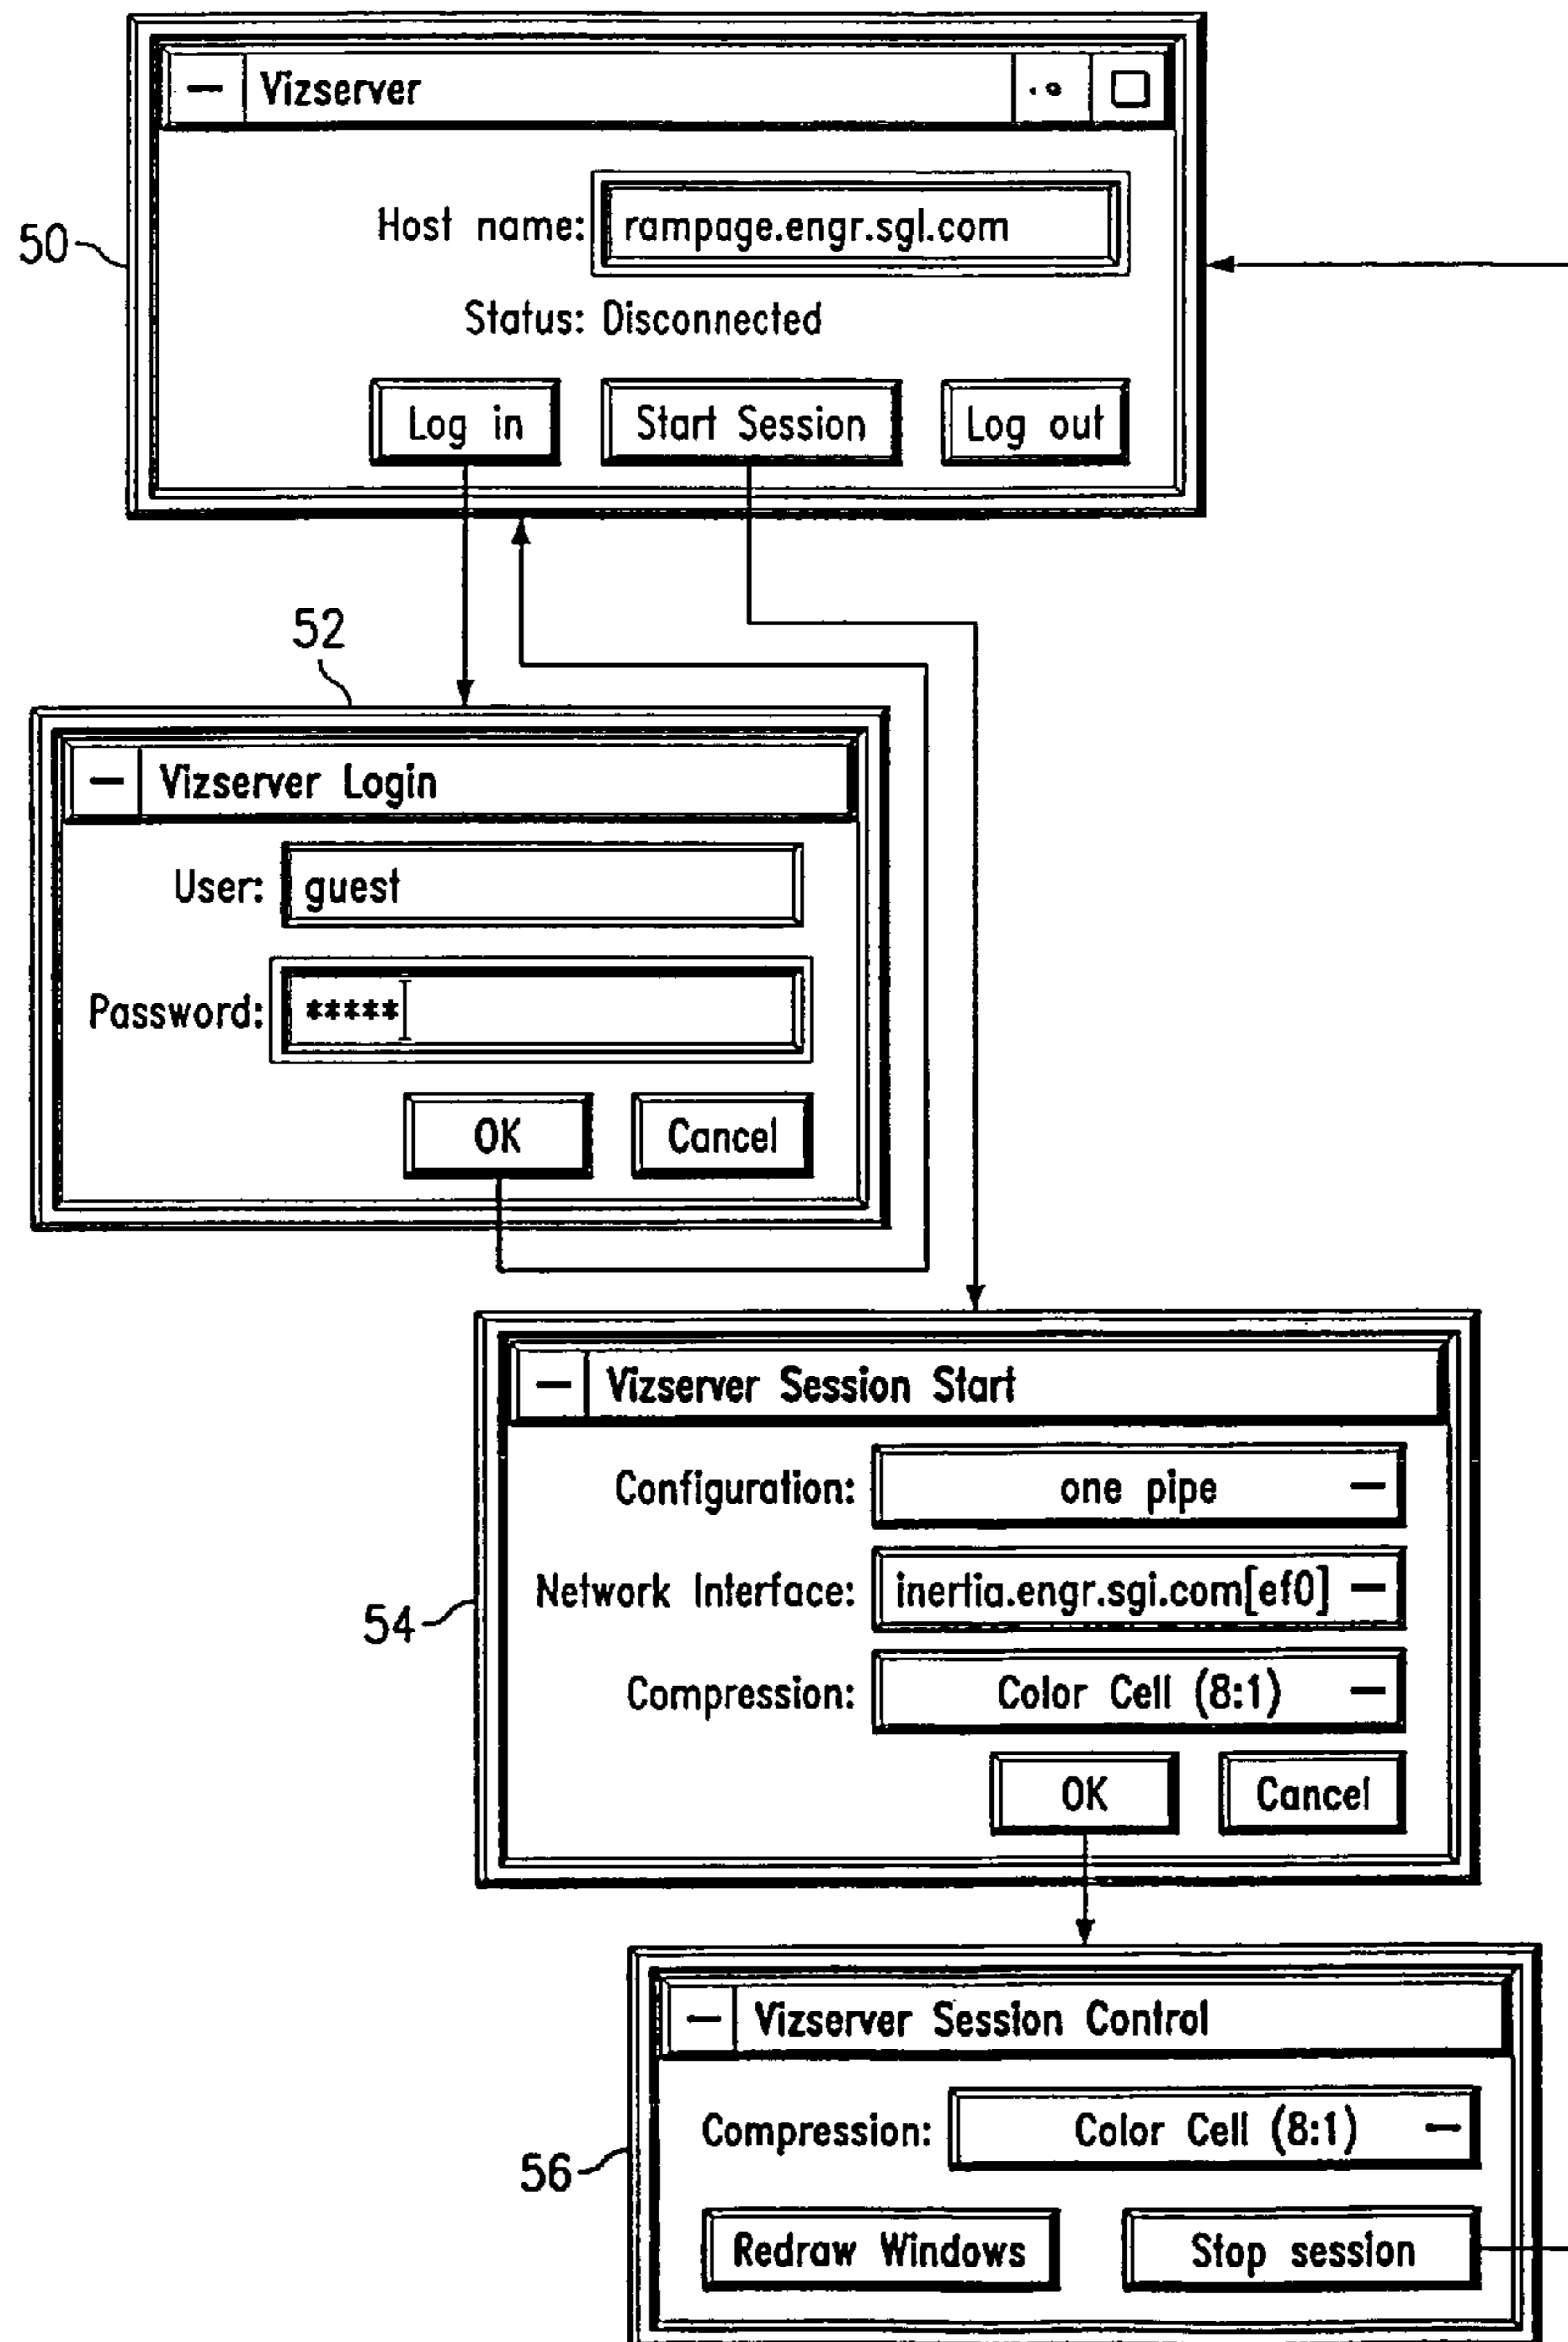 Vizserver
50
Host name: rampage.engr.sgl.com
Status: Disconnected
Log in Start Session Log out
52
Vizserver Login
User: guest
Password: *****
OK Cancel
Vizserver Session Start
Configuration: one pipe
54
Network Interface: inertia.engr.sgi.com[ef0]
Compression: Color Cell (8:1)
OK Cancel
Vizserver Session Control
56
Compression: Color Cell (8:1)
Redraw Windows Stop session